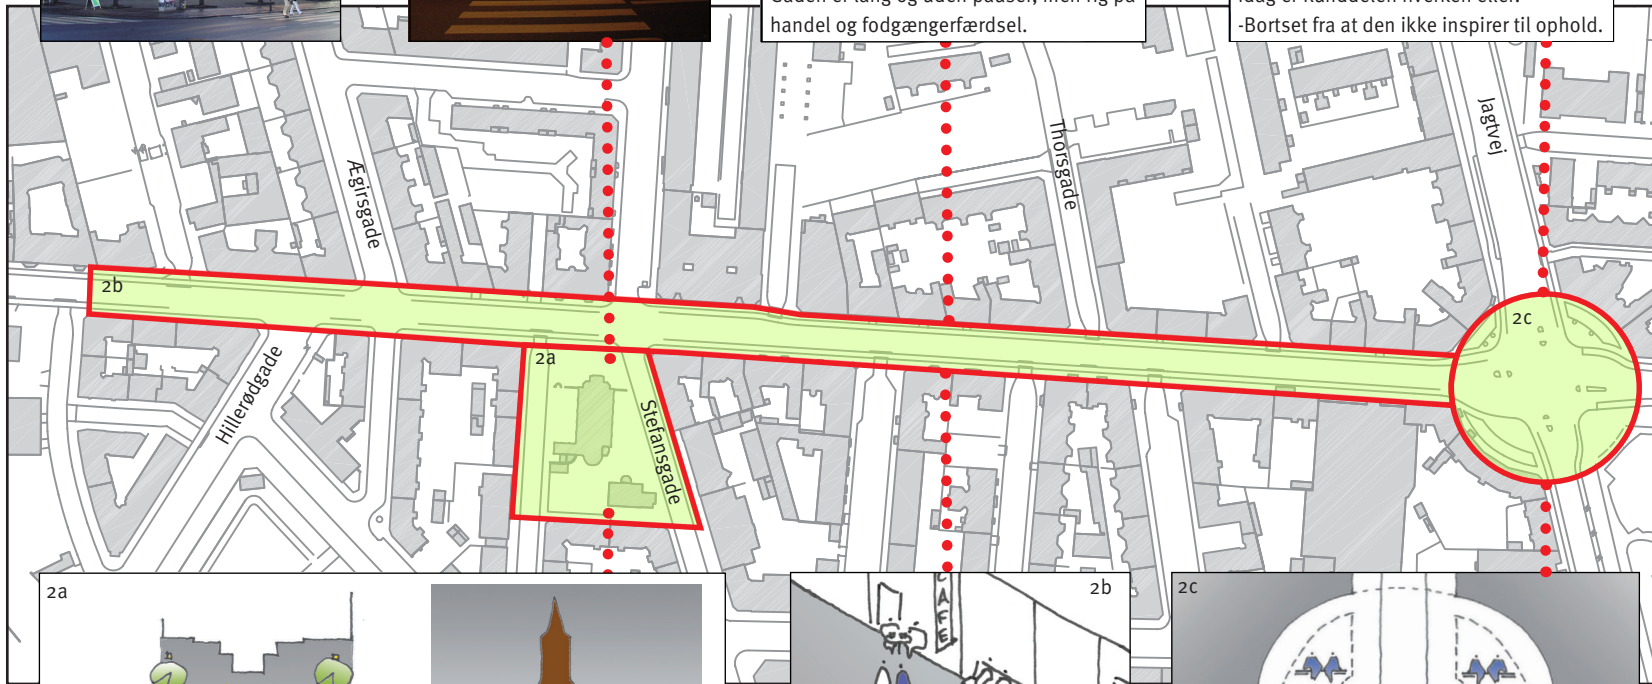 handel og fodgængerfærdsel.
-Bortset fra at den ikke inspirer til ophold.
Jagtvej
Thorsgade
Ægirsgade
2b
2c
2a
Hillerødgade
Stefansgade
2a
2b
2c
CAFE